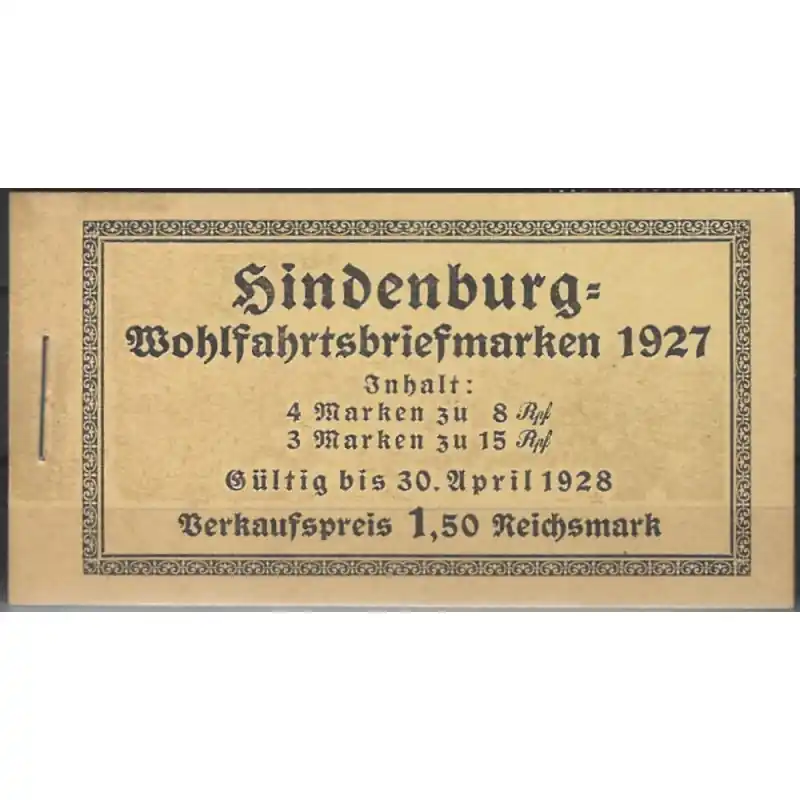 Hindenburg=
Wohlfahrtsbriefmarken 1927
Inhalt:
4 Marken zu 8 Rpf
3 Marken zu 15 Rpf
Gültig bis 30. April 1928
Verkaufspreis 1,50 Reichsmark